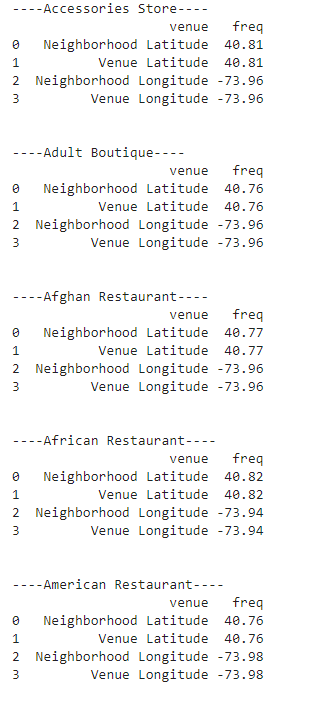 ----Accessories Store----
venue freq
0 Neighborhood Latitude 40.81
1 Venue Latitude 40.81
2 Neighborhood Longitude -73.96
3 Venue Longitude -73.96
----Adult Boutique----
venue freq
0 Neighborhood Latitude 40.76
1 Venue Latitude 40.76
2 Neighborhood Longitude -73.96
3 Venue Longitude -73.96
----Afghan Restaurant----
venue freq
0 Neighborhood Latitude 40.77
1 Venue Latitude 40.77
2 Neighborhood Longitude -73.96
3 Venue Longitude -73.96
----African Restaurant----
venue freq
0 Neighborhood Latitude 40.82
1 Venue Latitude 40.82
2 Neighborhood Longitude -73.94
3 Venue Longitude -73.94
----American Restaurant----
venue freq
0 Neighborhood Latitude 40.76
1 Venue Latitude 40.76
2 Neighborhood Longitude -73.98
3 Venue Longitude -73.98